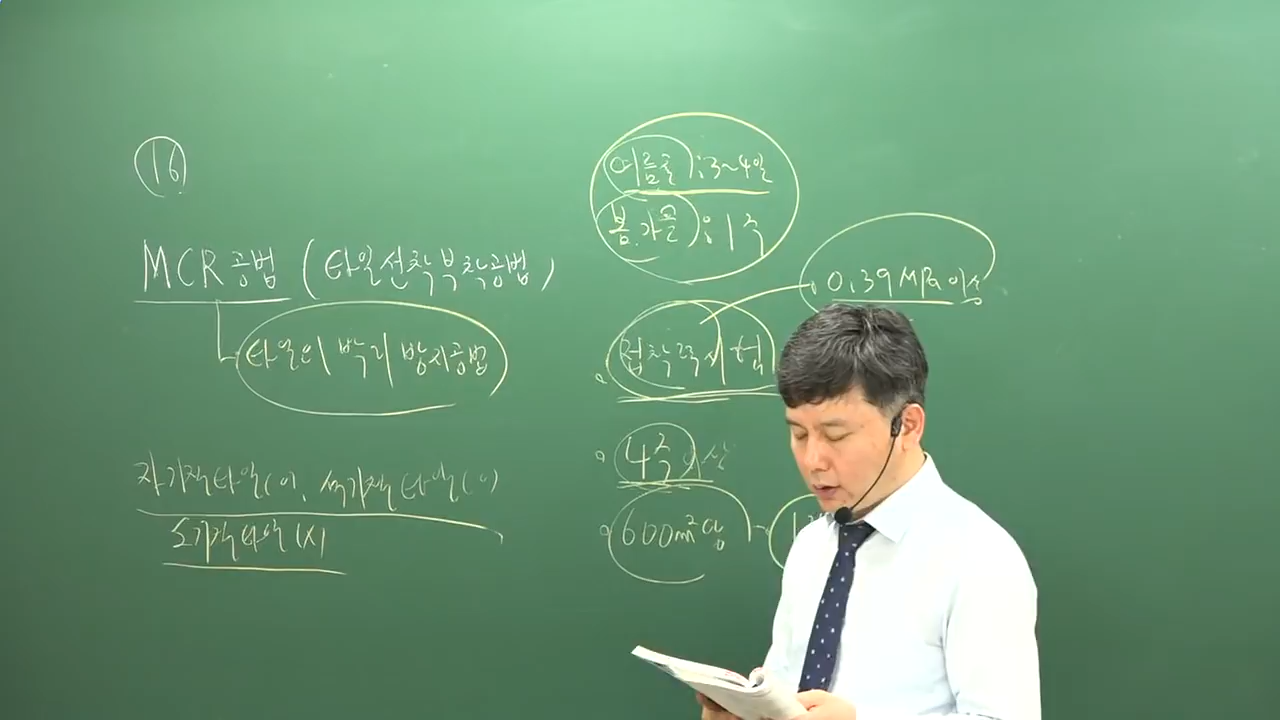 16
MCR공법 (타일선착부착공법)
타일의 박리방지공법
자기질타일(o), 석기질타일(o)
도기질타일(x)
여름철 : 3~4일
봄.가을 : 1주
0.39MPa 이상
접착력시험
4주 이상
600m²당